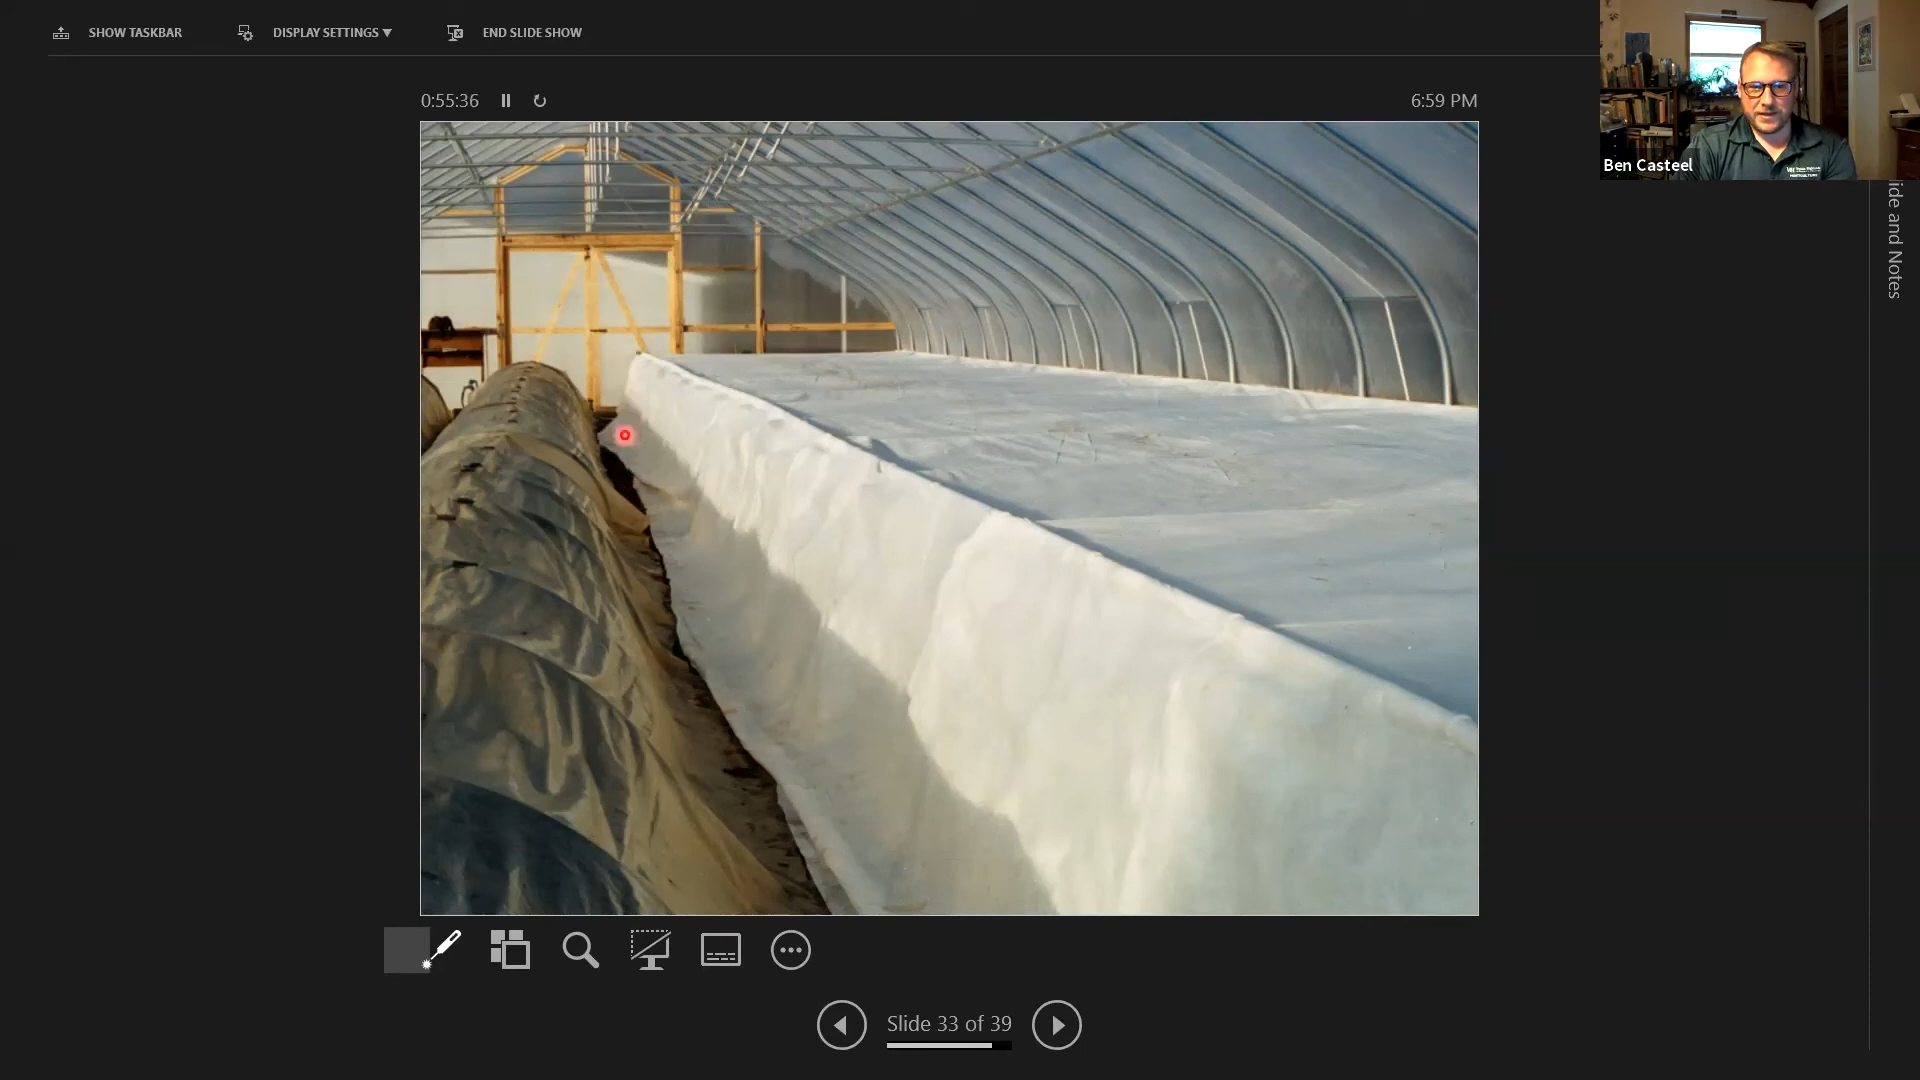 SHOW TASKBAR
DISPLAY SETTINGS ▼
END SLIDE SHOW
0:55:36
6:59 PM
Ben Casteel
ide and Notes
Slide 33 of 39